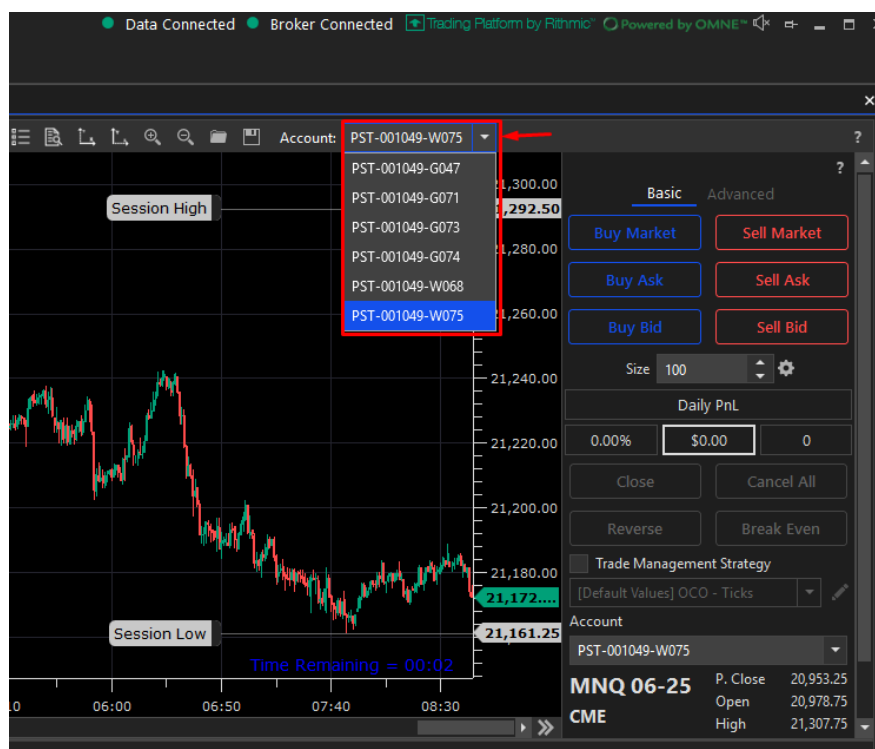 Data Connected Broker Connected Trading Platform by Rithmic™ Powered by OMNE™
Account: PST-001049-W075 ?
PST-001049-G047
PST-001049-G071
PST-001049-G073
PST-001049-G074
PST-001049-W068
PST-001049-W075
Session High
21,300.00
,292.50
21,280.00
21,260.00
21,240.00
21,220.00
21,200.00
21,180.00
21,172....
21,161.25
Session Low
Time Remaining = 00:02
06:00 06:50 07:40 08:30
?
Basic Advanced
Buy Market Sell Market
Buy Ask Sell Ask
Buy Bid Sell Bid
Size 100
Daily PnL
0.00% $0.00 0
Close Cancel All
Reverse Break Even
Trade Management Strategy
[Default Values] OCO - Ticks
Account
PST-001049-W075
MNQ 06-25 P. Close 20,953.25
Open 20,978.75
CME High 21,307.75